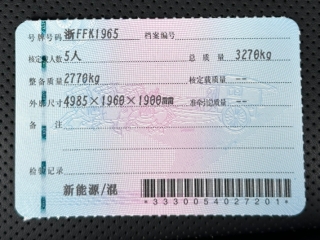 号牌号码 浙FFK1965 档案编号
核定载人数 5人 总质量 3270kg
整备质量 2770kg 核定载质量 --
外廓尺寸 4985×1960×1900mm 准牵引总质量 --
备注
检验记录
新能源/混
*3330054027201*